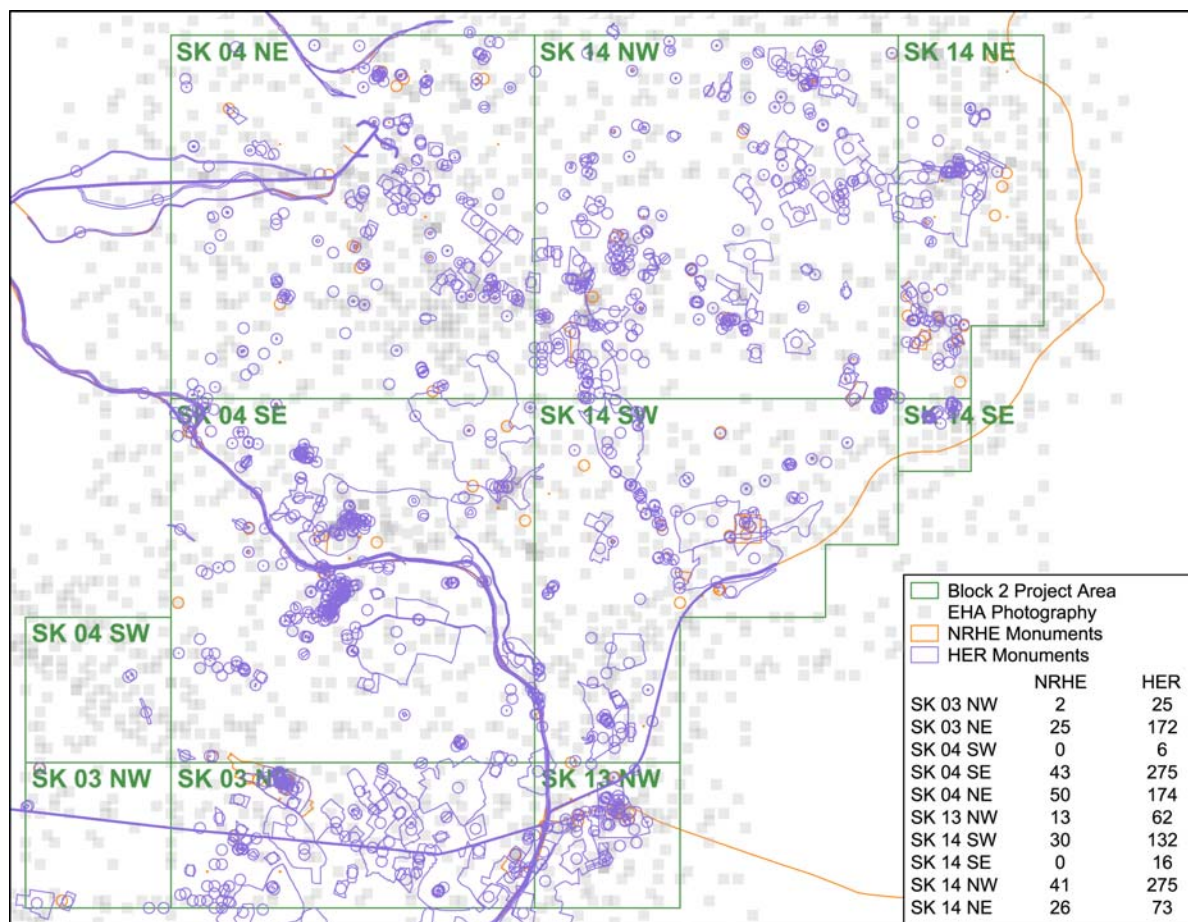 SK 04 NE
SK 14 NW
SK 14 NE
SK 04 SE
SK 14 SW
SK 14 SE
SK 04 SW
SK 03 NW
SK 03 NE
SK 13 NW
Block 2 Project Area
EHA Photography
NRHE Monuments
HER Monuments
NRHE HER
SK 03 NW 2 25
SK 03 NE 25 172
SK 04 SW 0 6
SK 04 SE 43 275
SK 04 NE 50 174
SK 13 NW 13 62
SK 14 SW 30 132
SK 14 SE 0 16
SK 14 NW 41 275
SK 14 NE 26 73